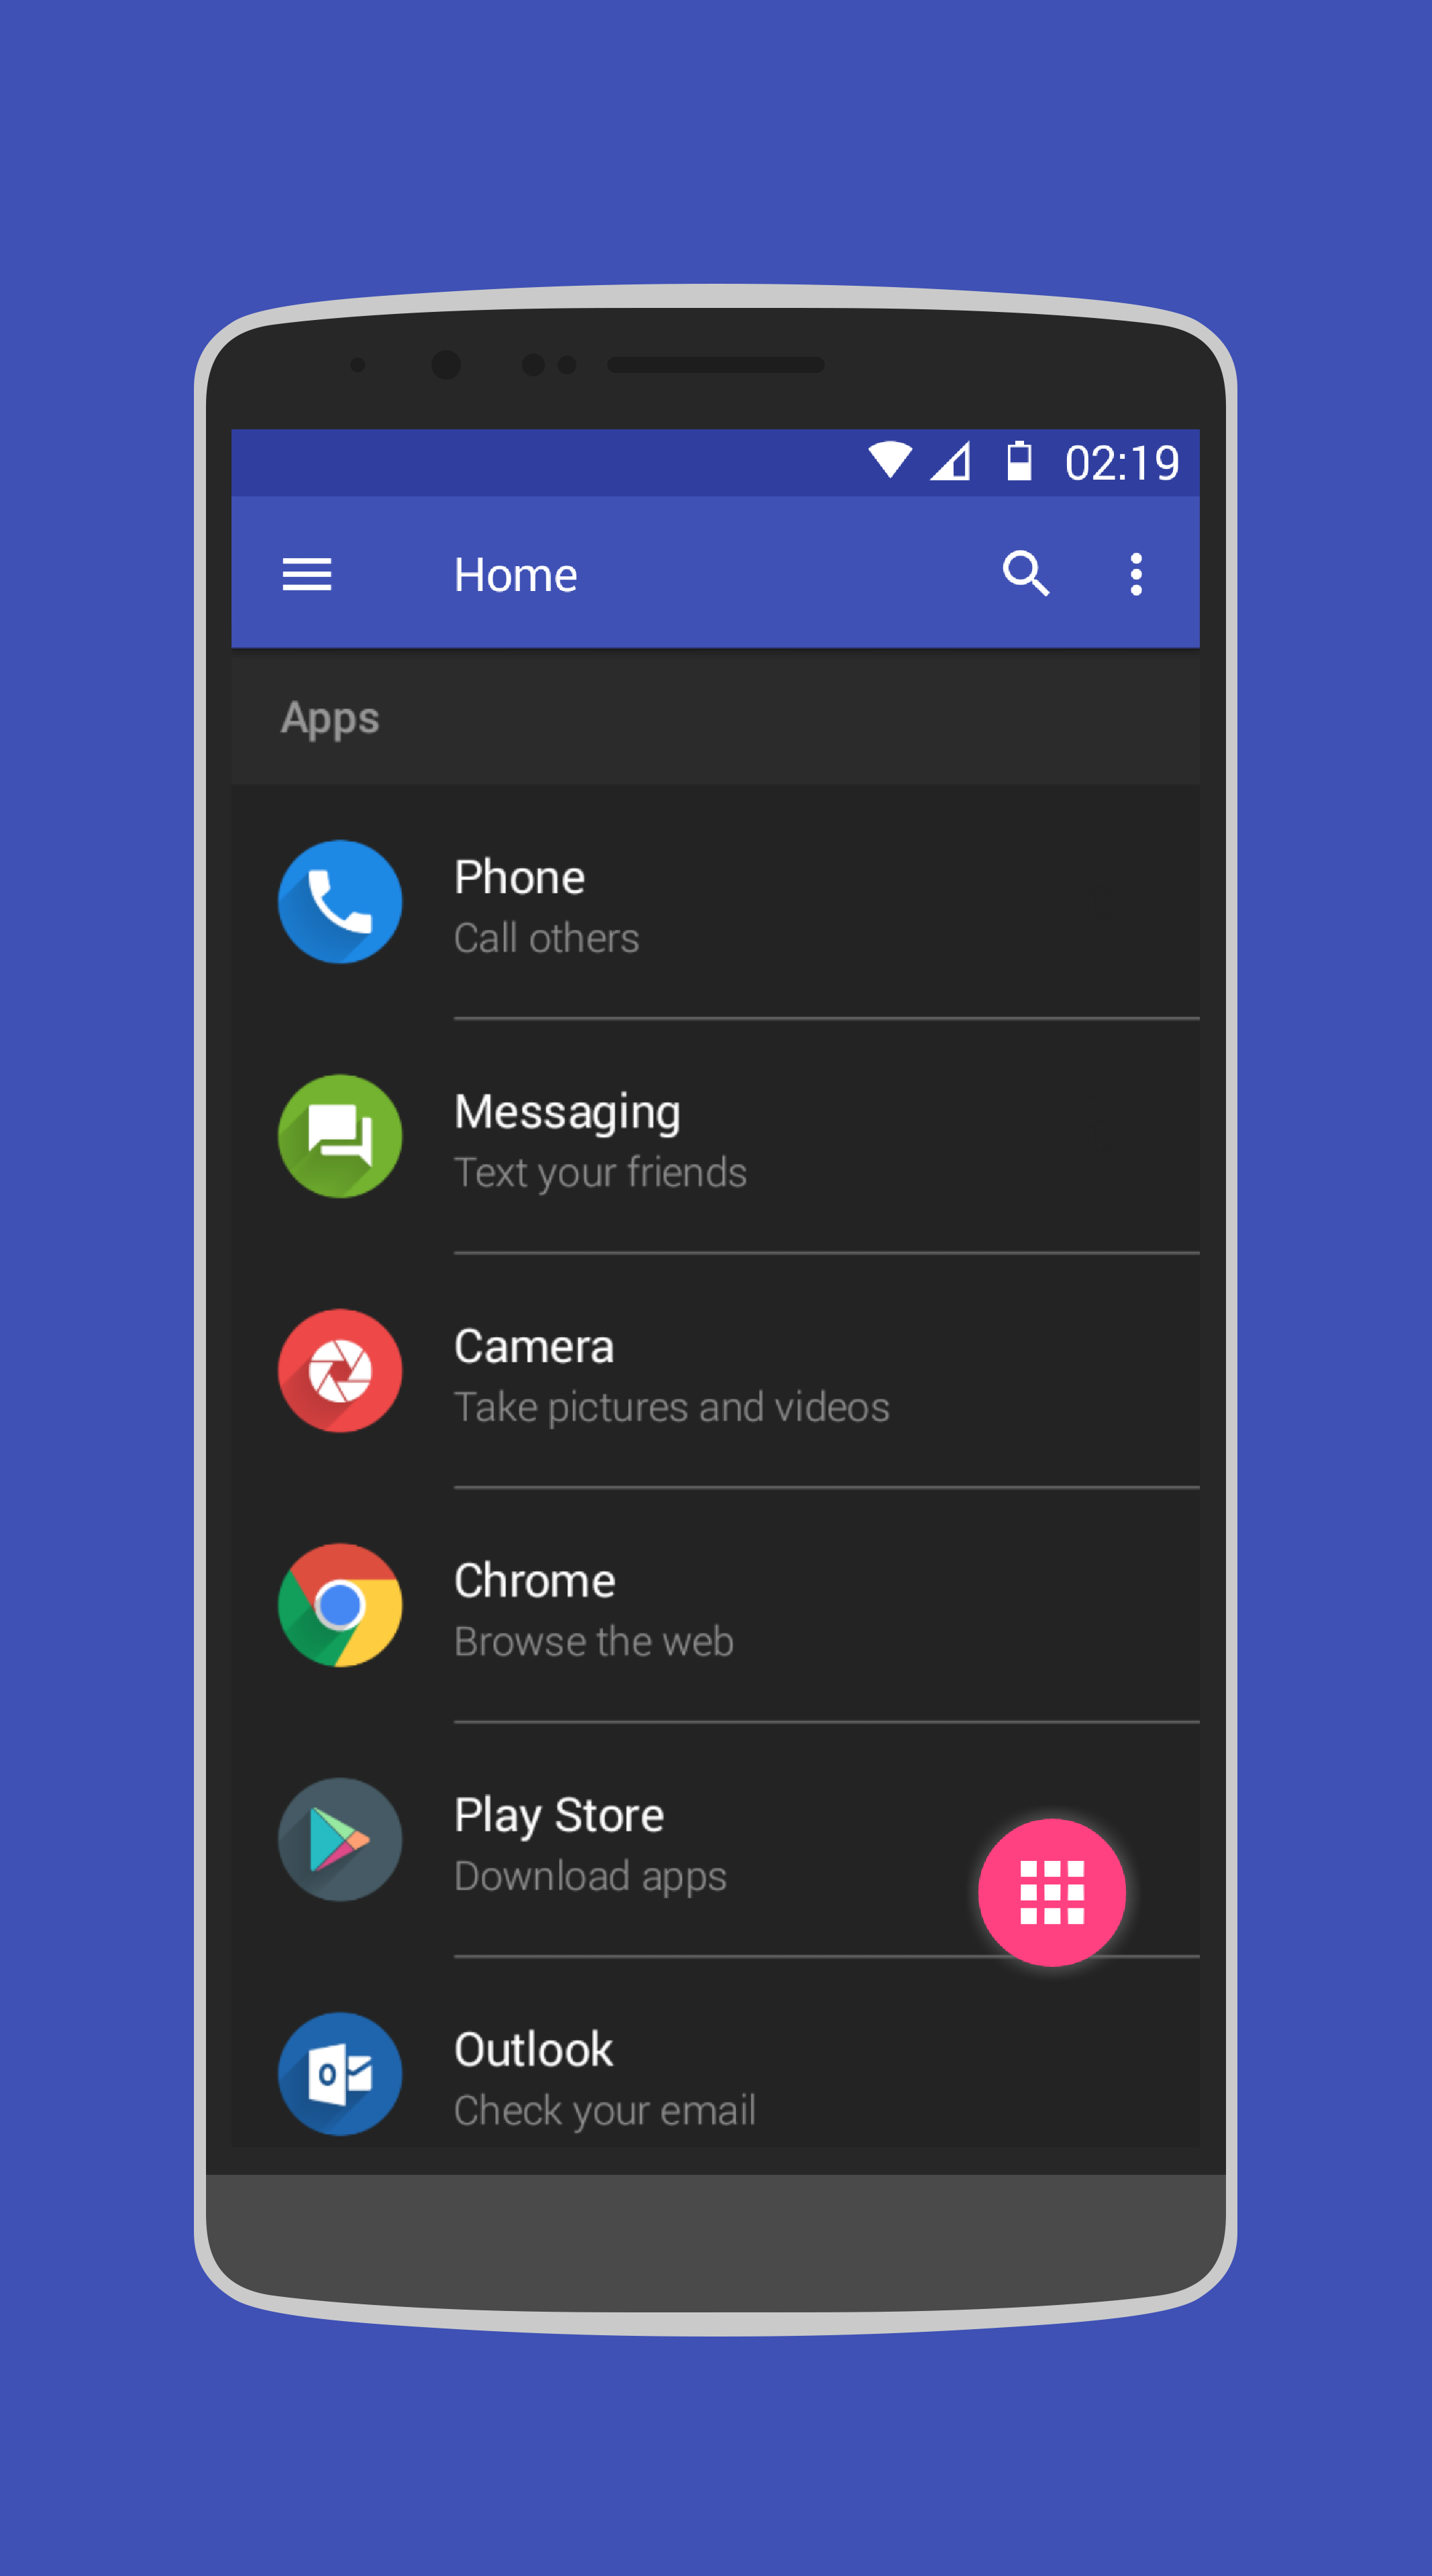 02:19
Home
Apps
Phone
Call others
Messaging
Text your friends
Camera
Take pictures and videos
Chrome
Browse the web
Play Store
Download apps
Outlook
Check your email